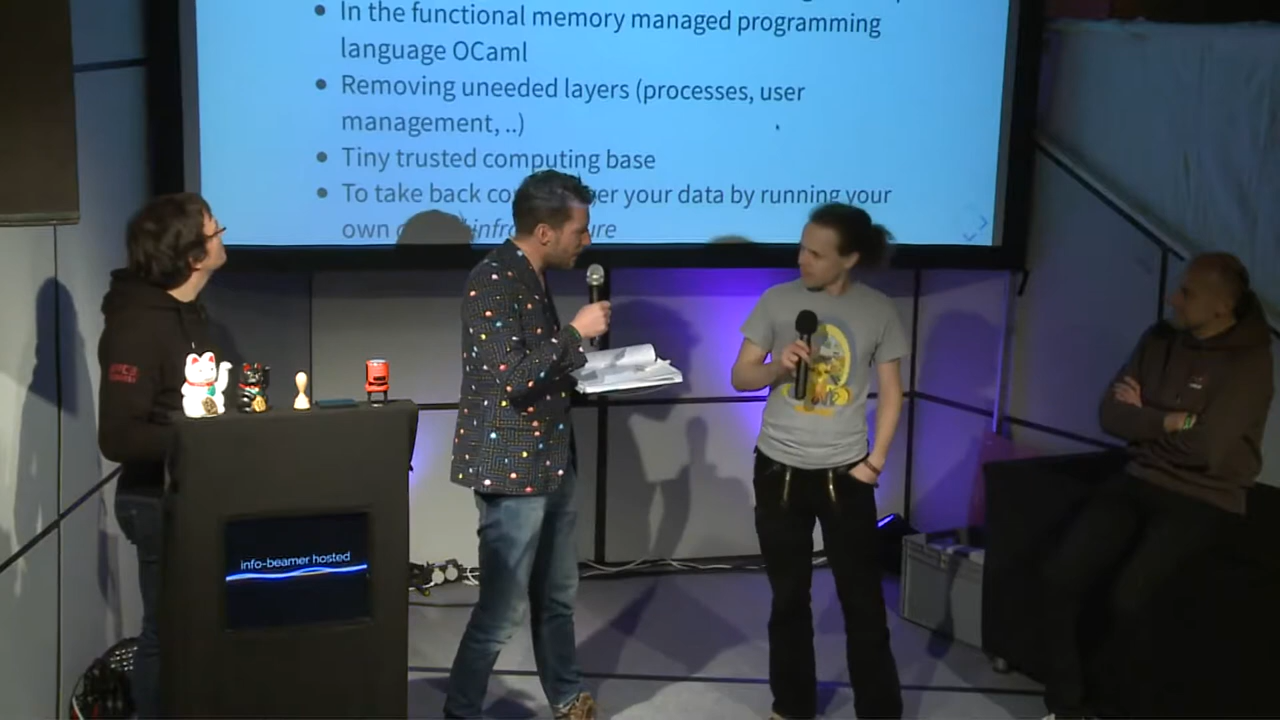 In the functional memory managed programming
language OCaml
Removing uneeded layers (processes, user
management, ..)
Tiny trusted computing base
To take back your data by running your
own
info-beamer hosted